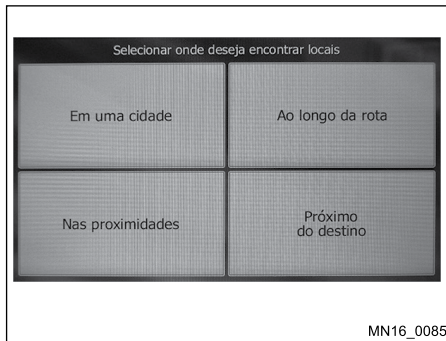 Selecionar onde deseja encontrar locais
Em uma cidade
Ao longo da rota
Nas proximidades
Próximo
do destino
MN16_0085